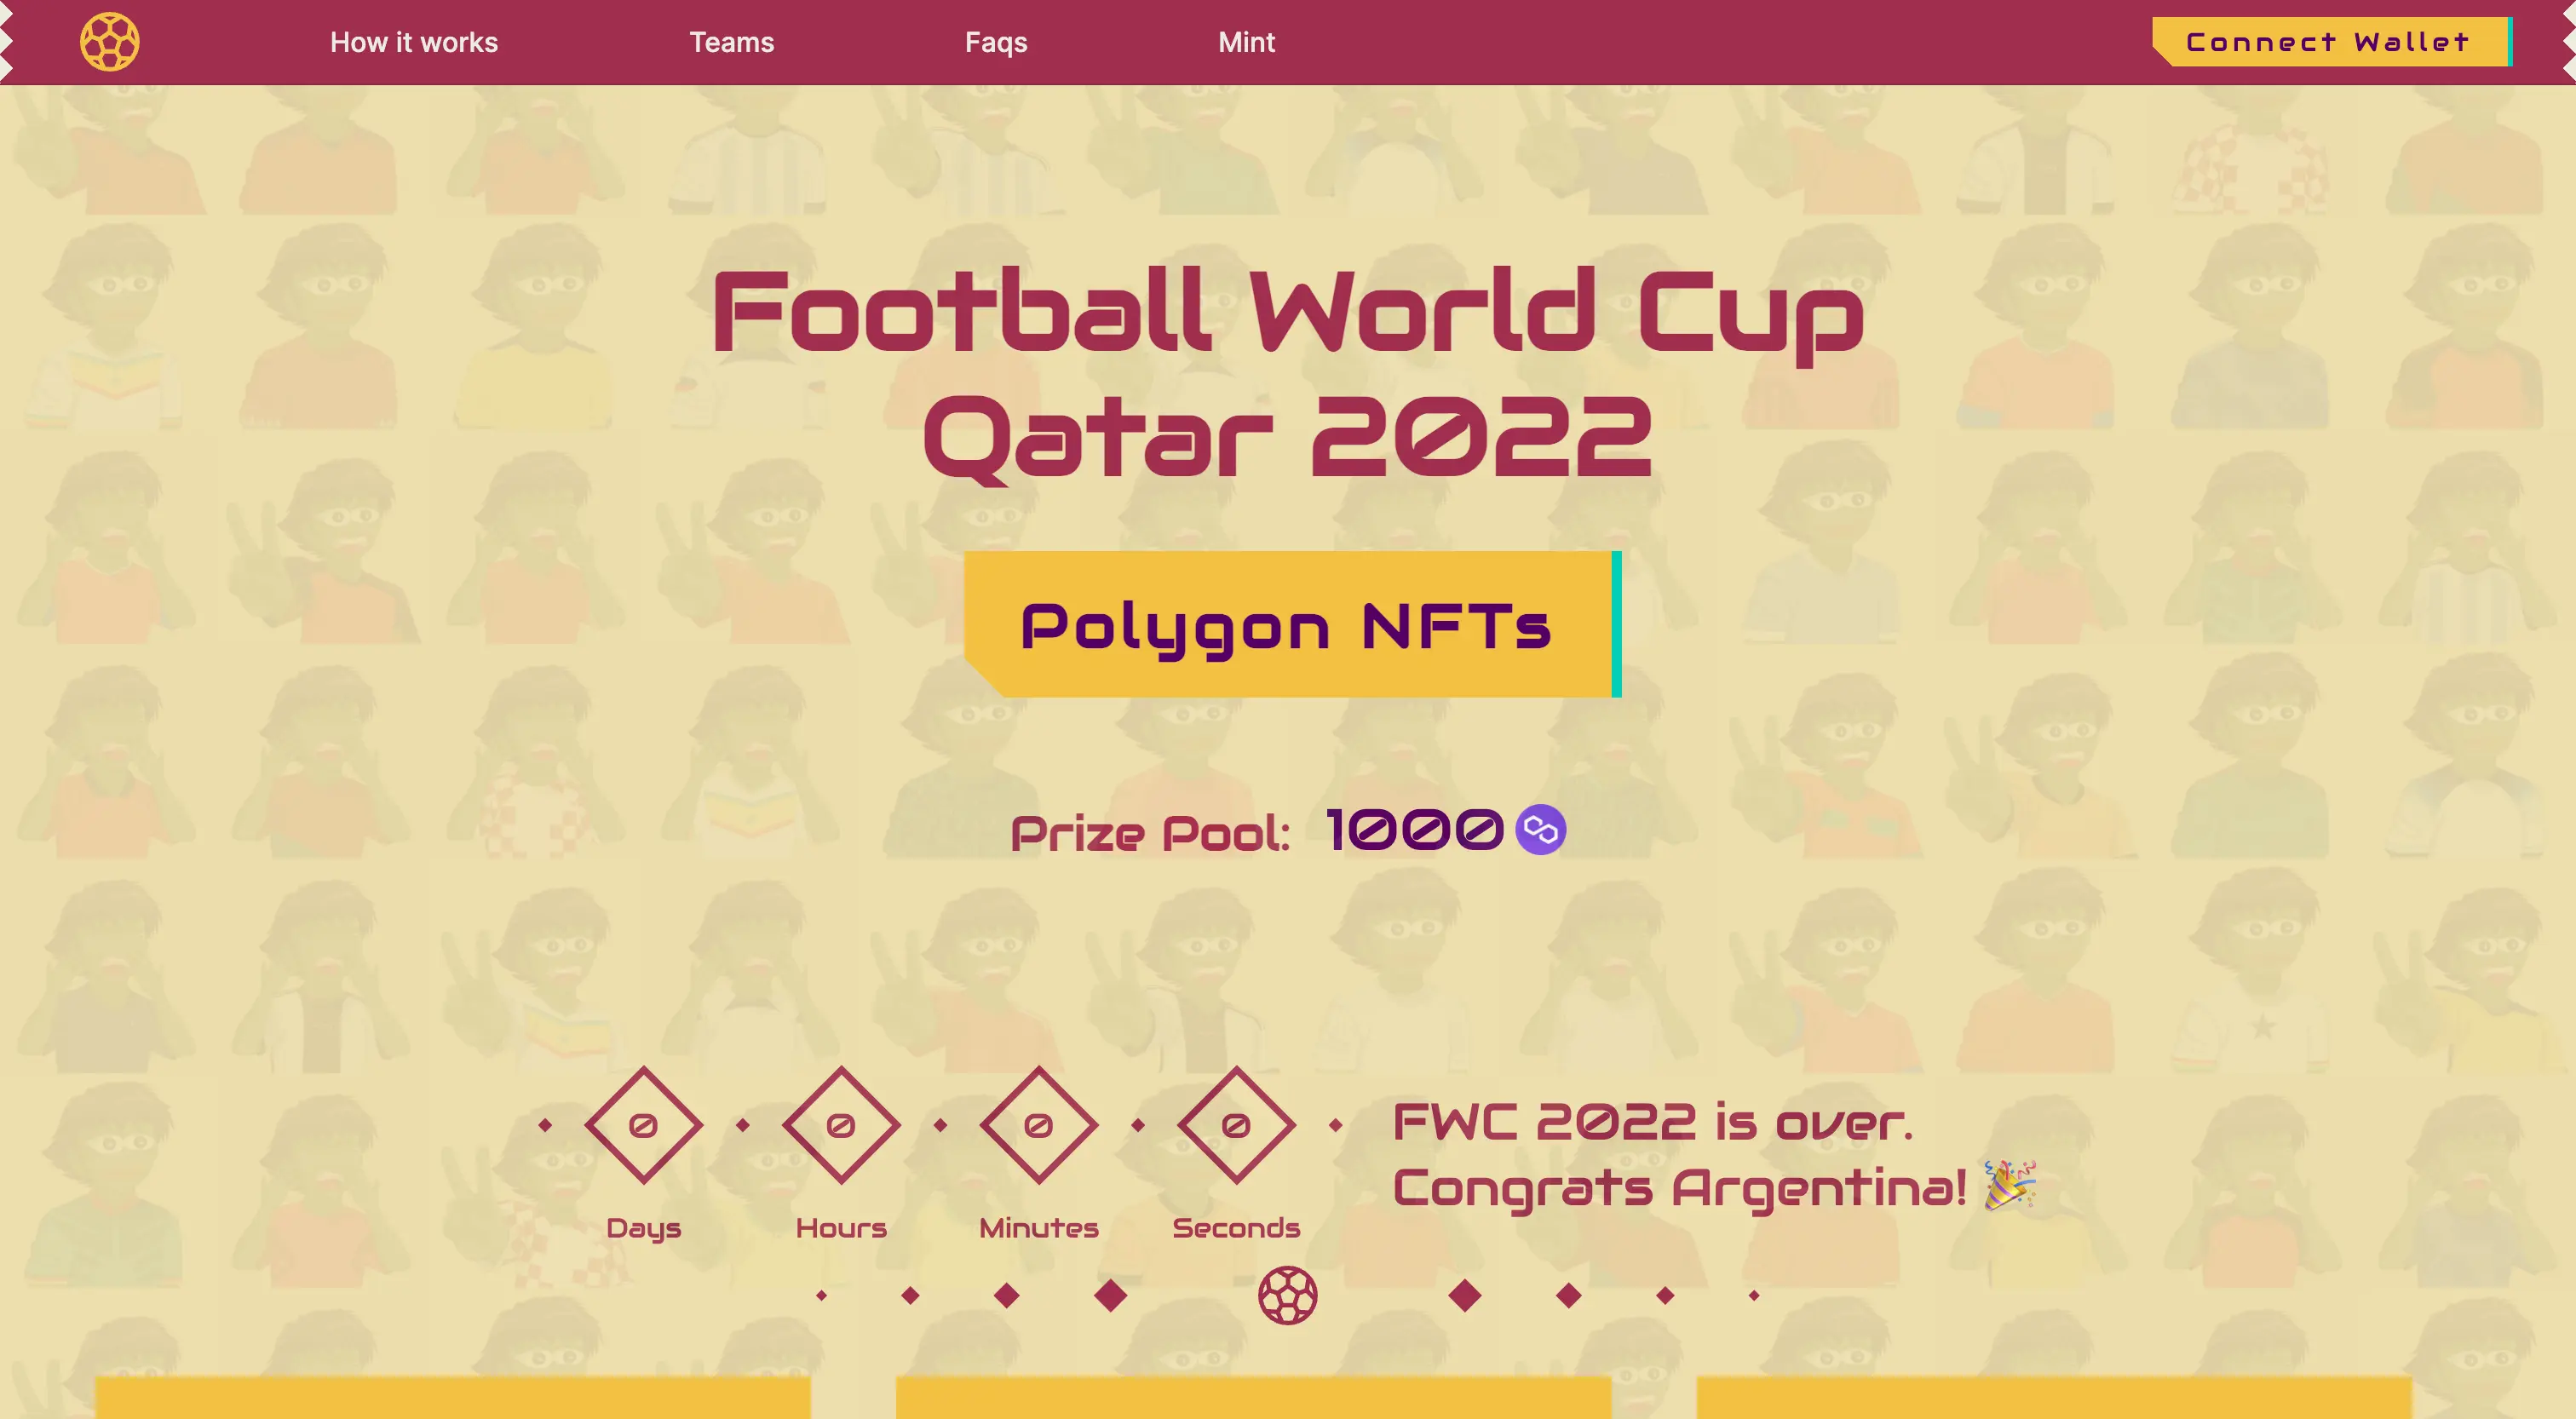 How it works
Teams
Faqs
Mint
Connect Wallet
Football World Cup
Qatar 2022
Polygon NFTs
Prize Pool: 1000
0
0
0
0
Days
Hours
Minutes
Seconds
FWC 2022 is over.
Congrats Argentina! 🎉